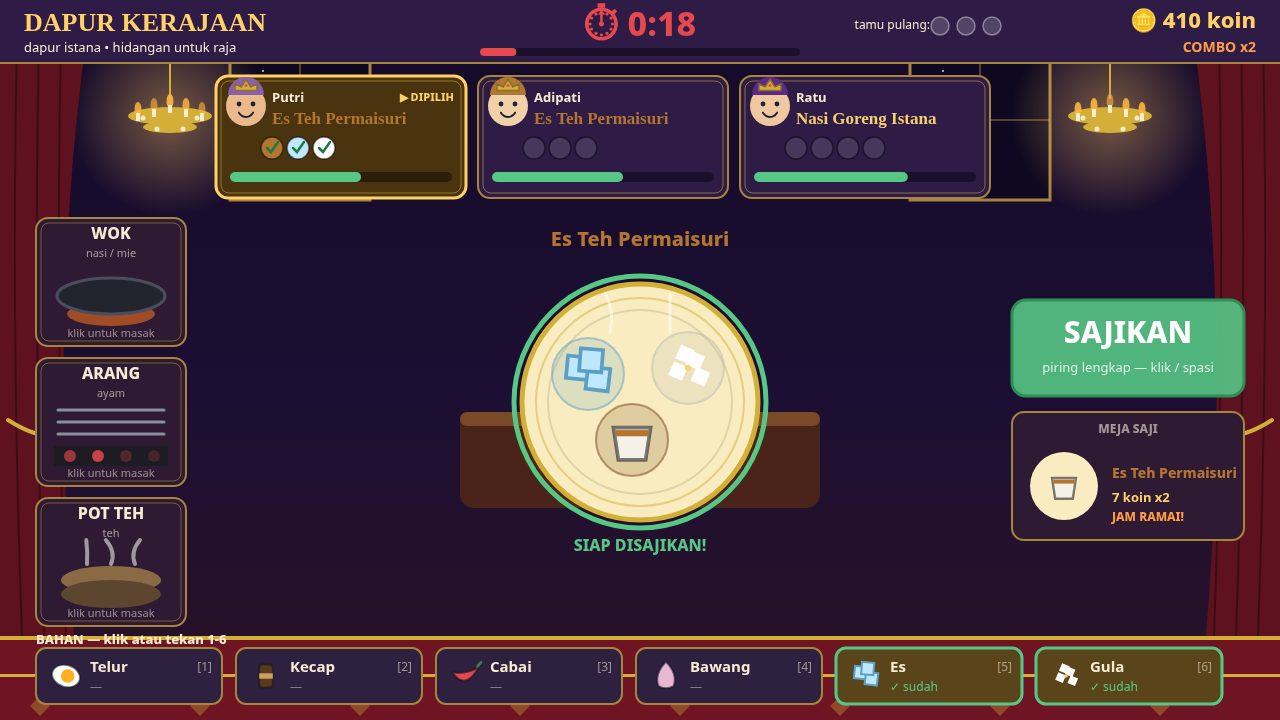 DAPUR KERAJAAN
dapur istana • hidangan untuk raja
0:18
tamu pulang:
410 koin
COMBO x2
Putri
▶ DIPILIH
Es Teh Permaisuri
Adipati
Es Teh Permaisuri
Ratu
Nasi Goreng Istana
WOK
nasi / mie
klik untuk masak
ARANG
ayam
klik untuk masak
POT TEH
teh
klik untuk masak
Es Teh Permaisuri
SIAP DISAJIKAN!
SAJIKAN
piring lengkap — klik / spasi
MEJA SAJI
Es Teh Permaisuri
7 koin x2
JAM RAMAI!
BAHAN — klik atau tekan 1-6
Telur [1]
—
Kecap [2]
—
Cabai [3]
—
Bawang [4]
—
Es [5]
✓ sudah
Gula [6]
✓ sudah